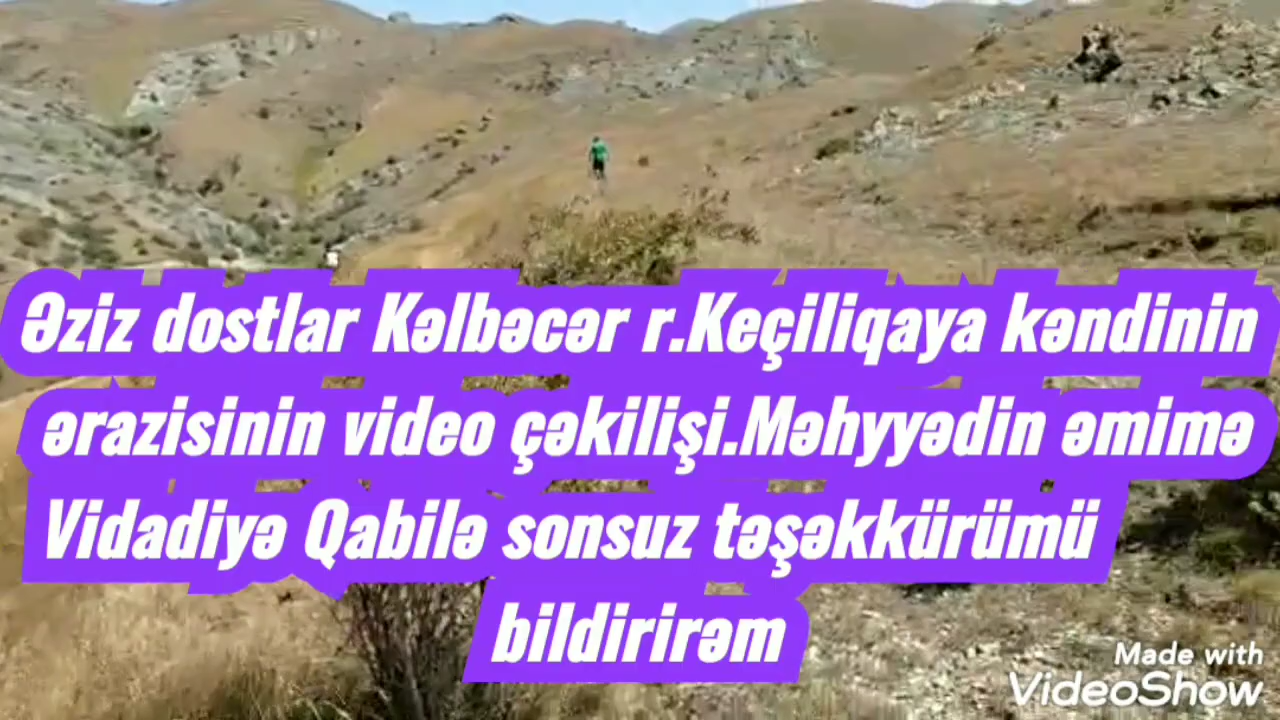 Əziz dostlar Kəlbəcər r.Keçiliqaya kəndinin
ərazisinin video çəkilişi.Məhyyədin əmimə
Vidadiyə Qabilə sonsuz təşəkkürümü
bildirirəm
Made with
VideoShow